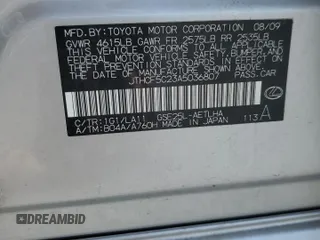 MFD. BY:
TOYOTA MOTOR CORPORATION 08/09
GVWR 4615LB GAWR FR 2575LB RR 2535LB
THIS VEHICLE CONFORMS TO ALL APPLICABLE
FEDERAL MOTOR VEHICLE SAFETY, BUMPER, AND
THEFT PREVENTION STANDARDS IN EFFECT ON
THE DATE OF MANUFACTURE SHOWN ABOVE.
PASS. CAR
C/TR: 1G1/LA11 GSE25L-AETLHA
A/TM: B04A/A760H MADE IN JAPAN 113 A
DREAMBID